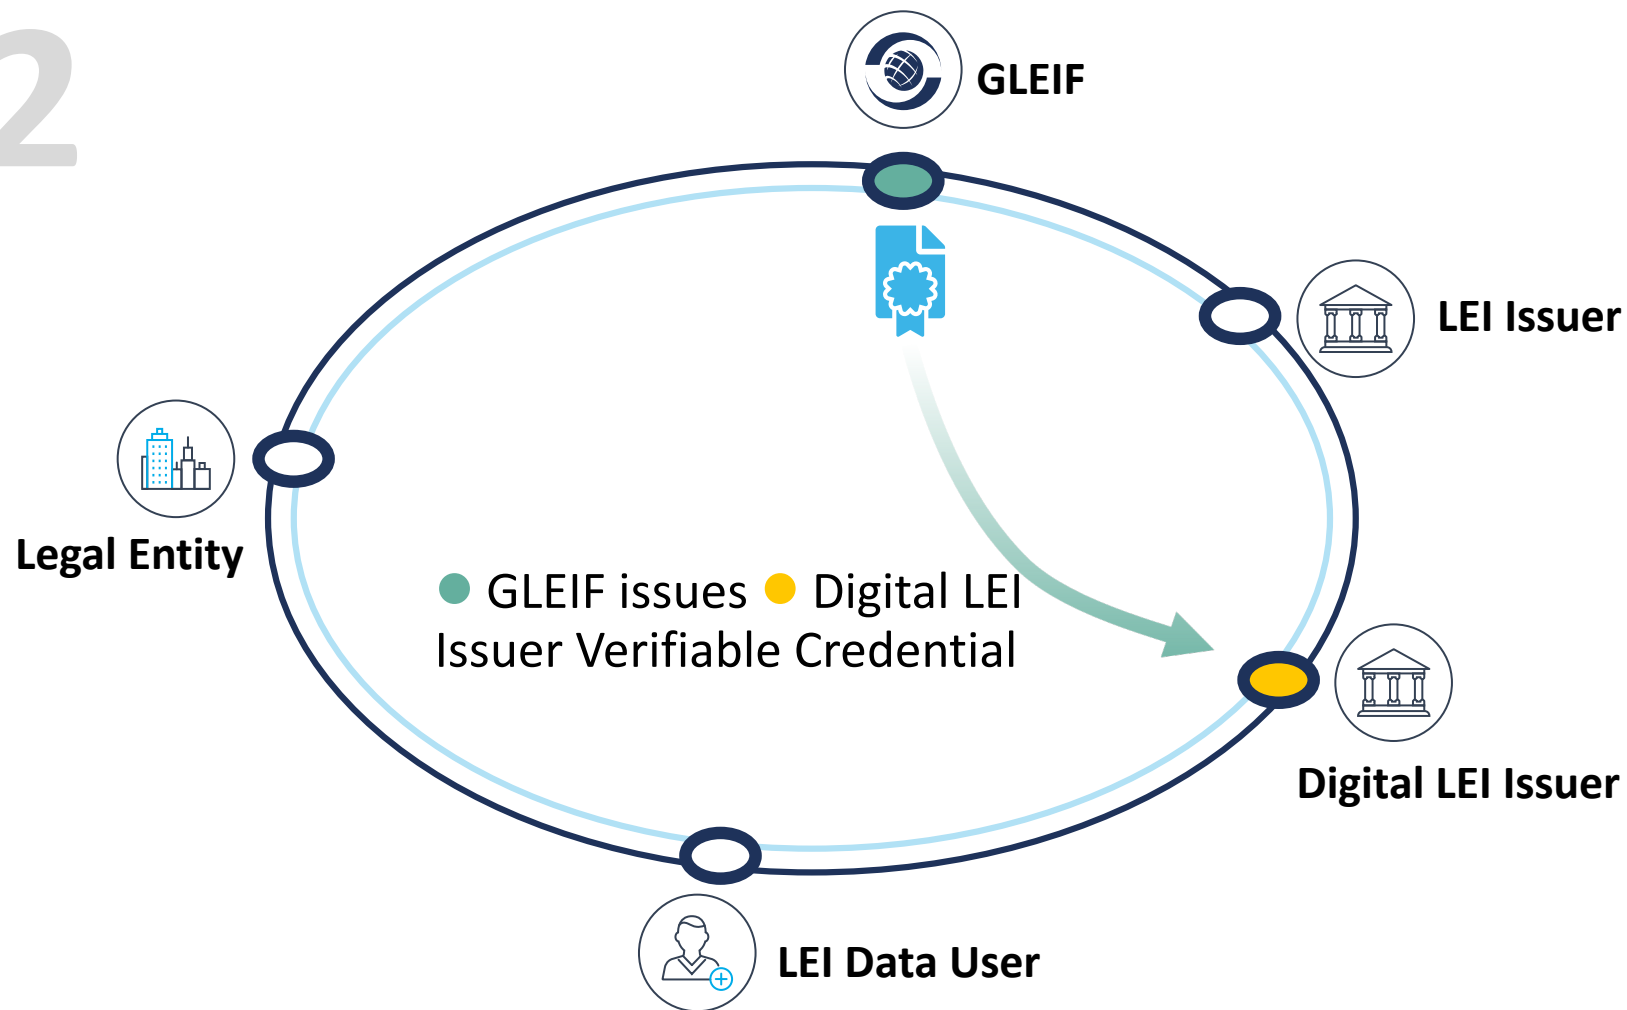 2
GLEIF
LEI Issuer
Legal Entity
GLEIF issues Digital LEI
Issuer Verifiable Credential
Digital LEI Issuer
LEI Data User